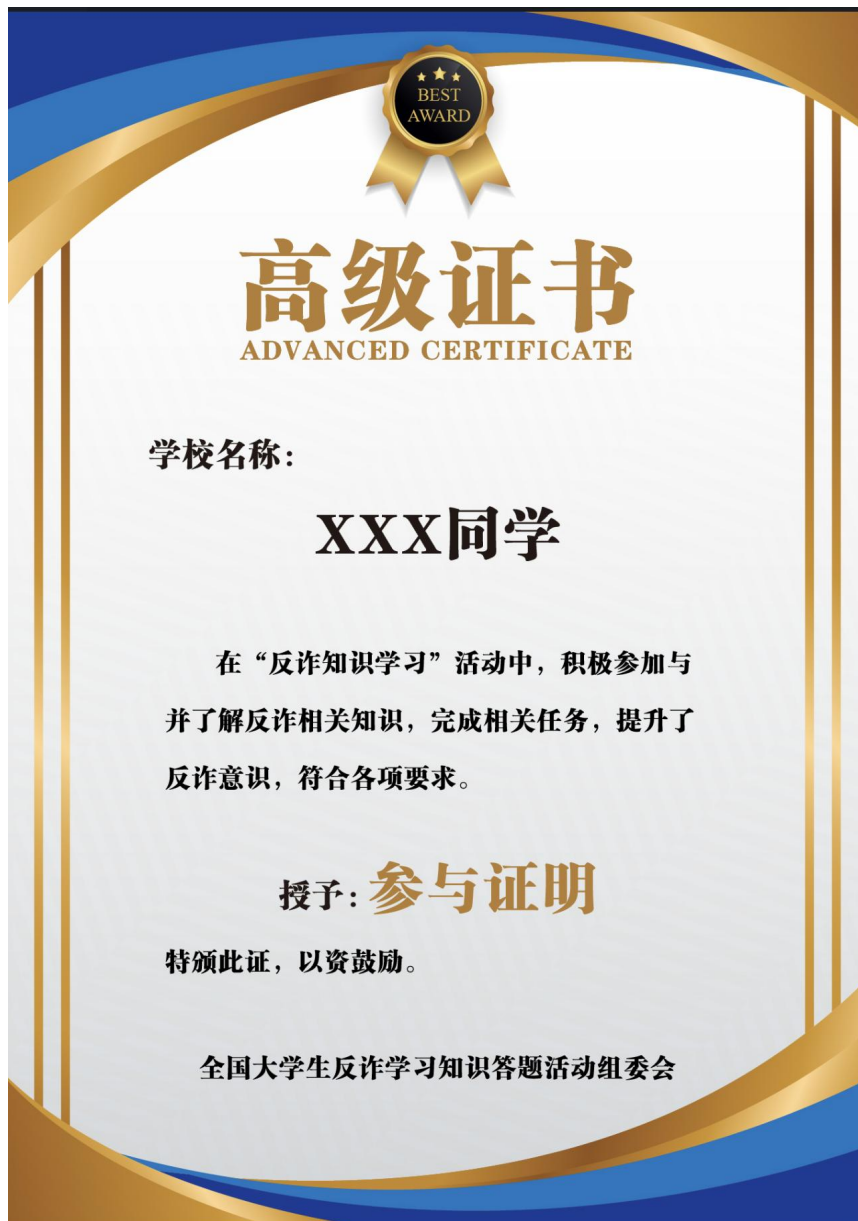 BEST
AWARD
高级证书
ADVANCED CERTIFICATE
学校名称：
XXX同学
在“反诈知识学习”活动中，积极参加与
并了解反诈相关知识，完成相关任务，提升了
反诈意识，符合各项要求。
授予：参与证明
特颁此证，以资鼓励。
全国大学生反诈学习知识答题活动组委会